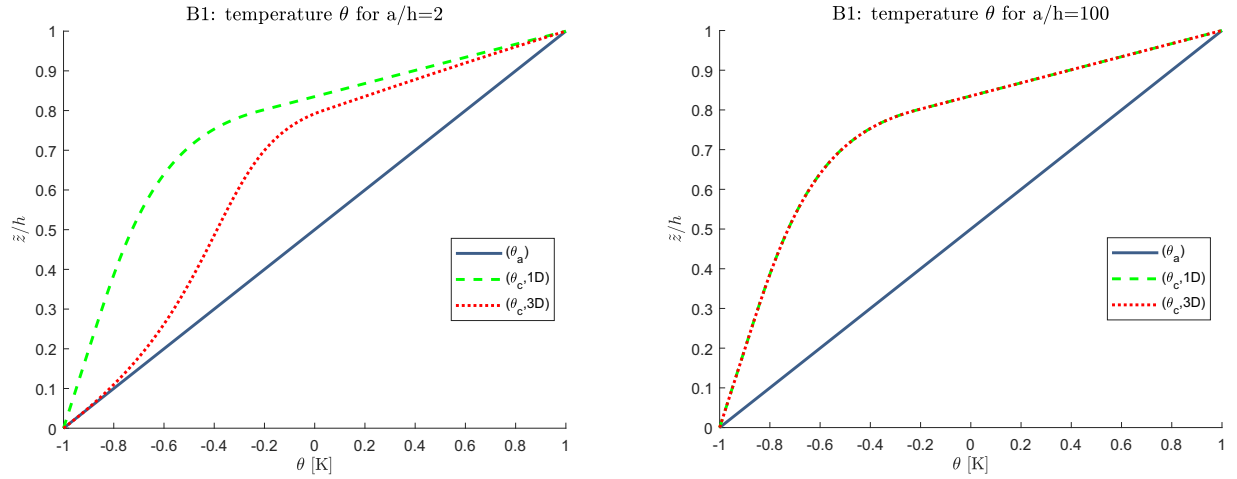 B1: temperature θ for a/h=2
1
0.9
0.8
0.7
0.6
0.5
0.4
0.3
0.2
0.1
0
z̃/h
-1 -0.8 -0.6 -0.4 -0.2 0 0.2 0.4 0.6 0.8 1
θ [K]
(θa)
(θc,1D)
(θc,3D)
B1: temperature θ for a/h=100
1
0.9
0.8
0.7
0.6
0.5
0.4
0.3
0.2
0.1
0
z̃/h
-1 -0.8 -0.6 -0.4 -0.2 0 0.2 0.4 0.6 0.8 1
θ [K]
(θa)
(θc,1D)
(θc,3D)